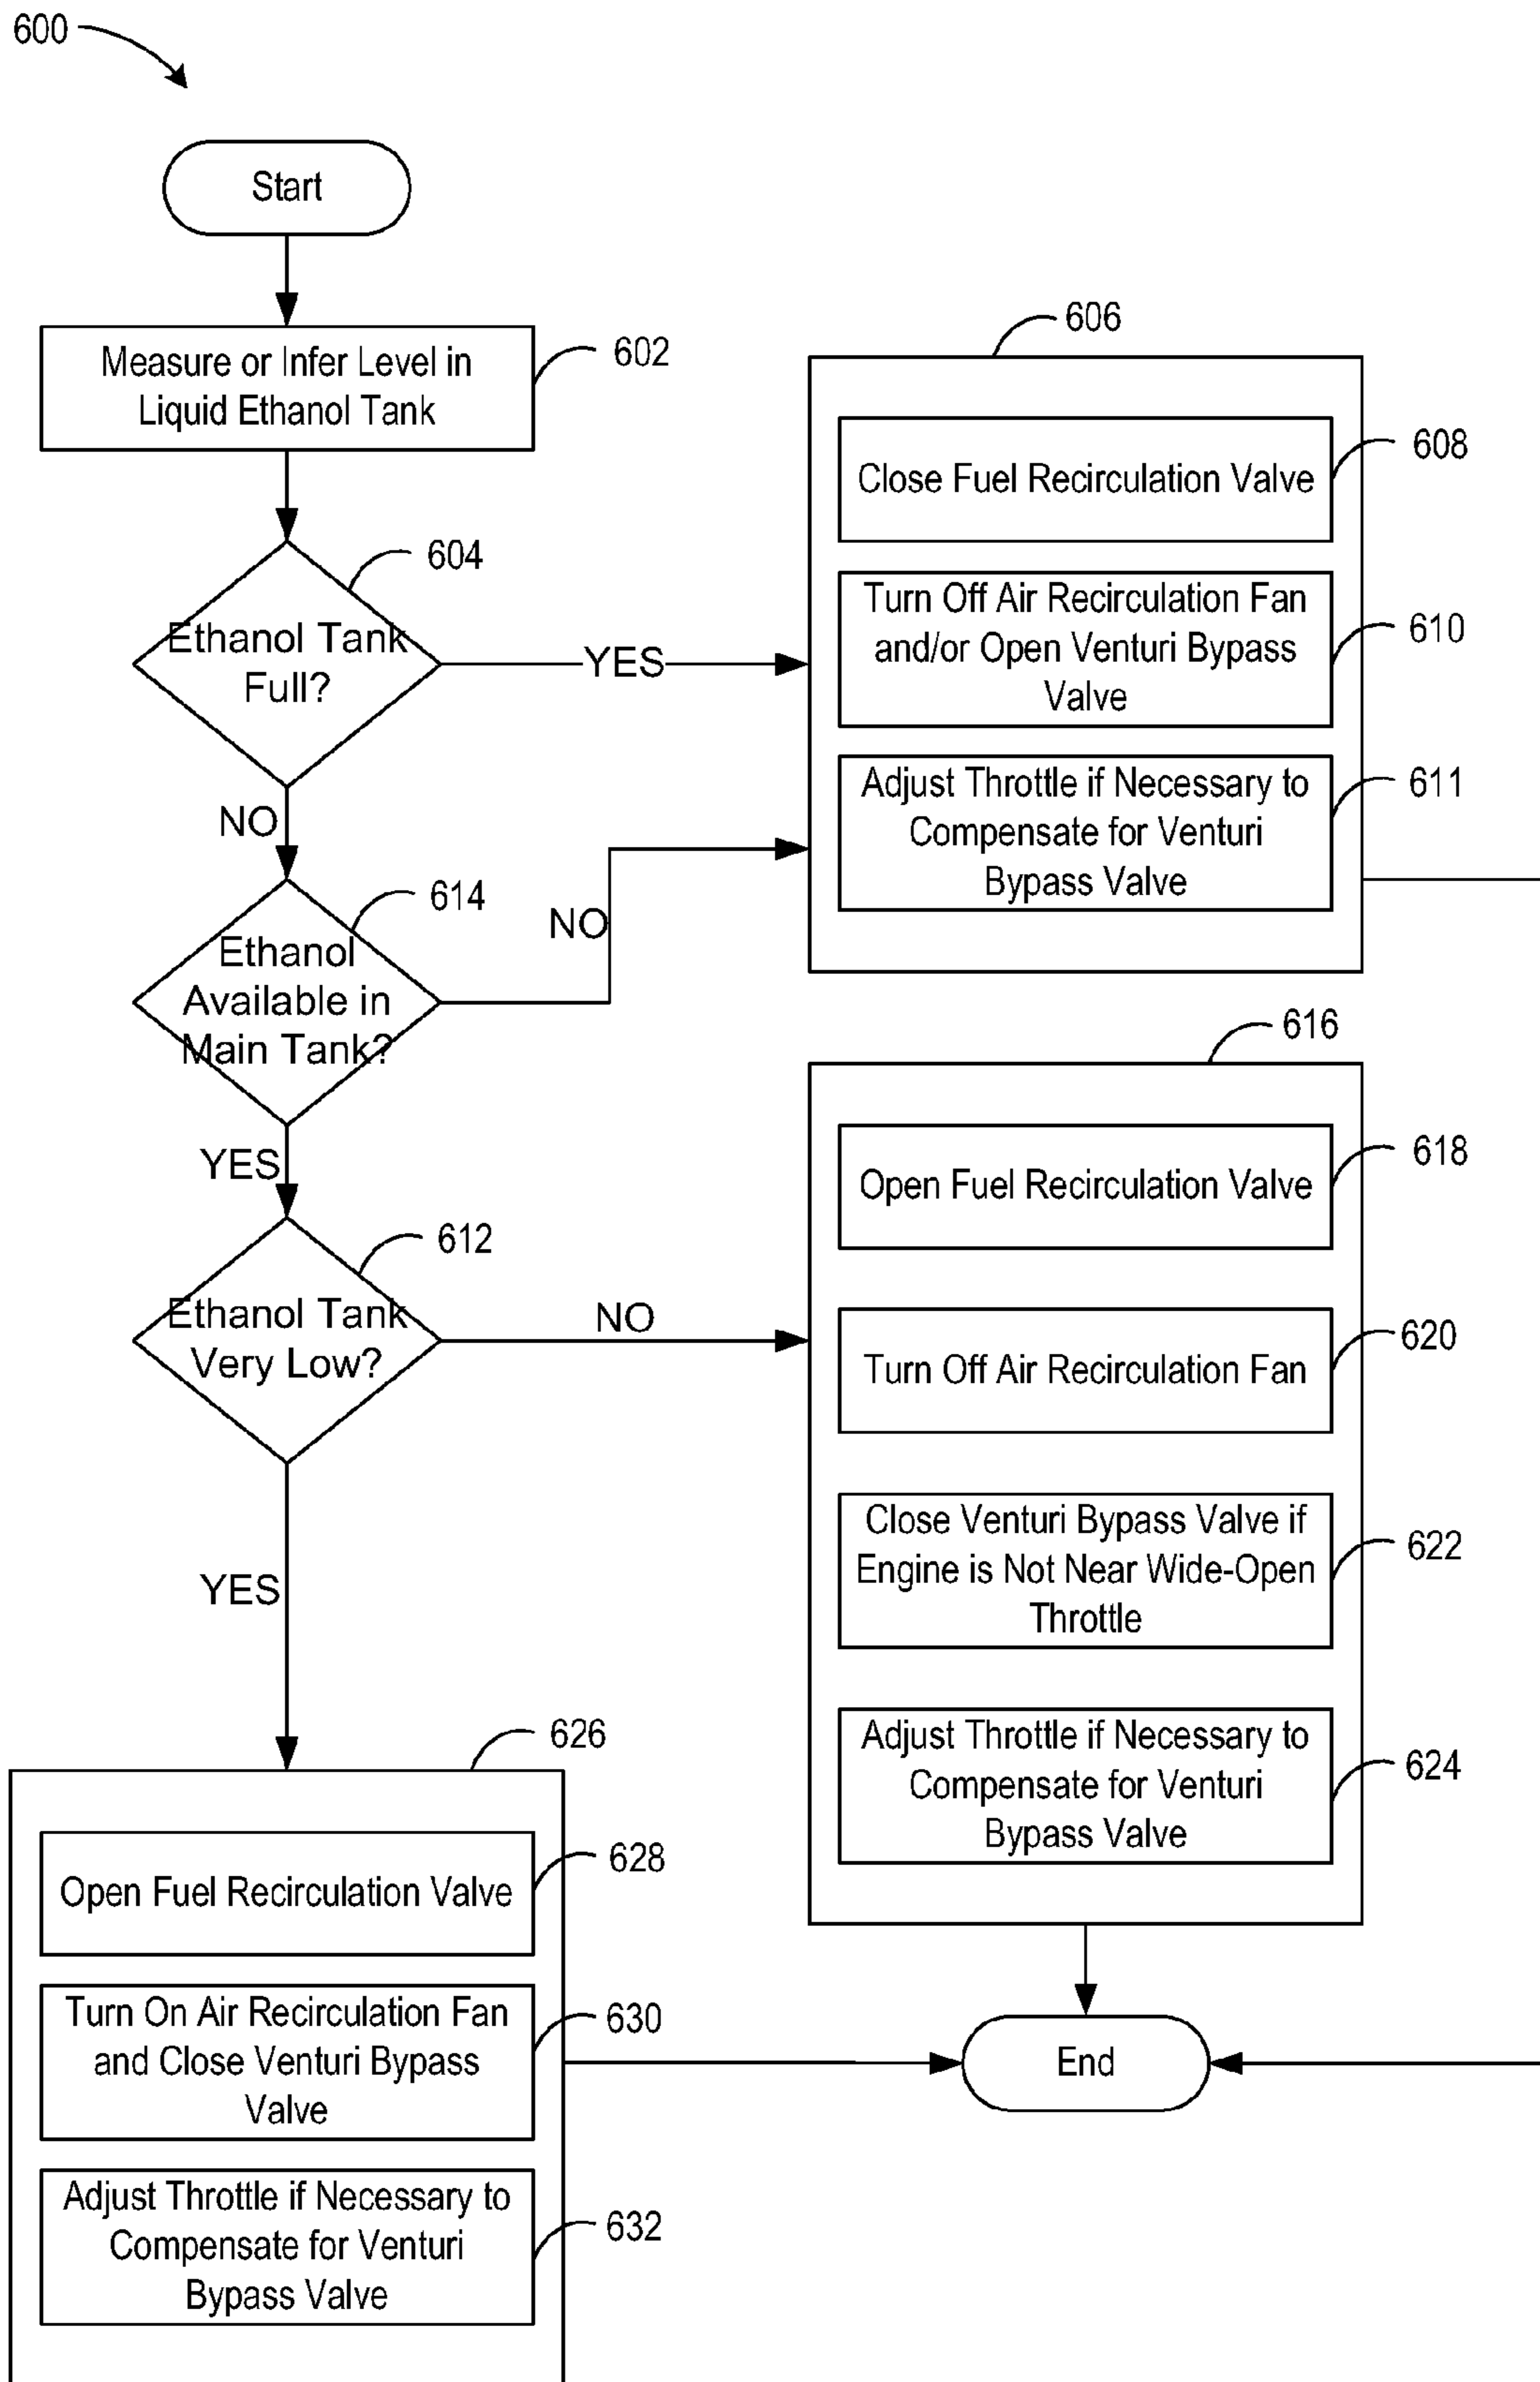 600
Start
Measure or Infer Level in
Liquid Ethanol Tank
602
604
Ethanol Tank
Full?
YES
NO
606
Close Fuel Recirculation Valve
608
Turn Off Air Recirculation Fan
and/or Open Venturi Bypass
Valve
610
Adjust Throttle if Necessary to
Compensate for Venturi
Bypass Valve
611
614
Ethanol
Available in
Main Tank?
NO
YES
612
Ethanol Tank
Very Low?
NO
YES
616
Open Fuel Recirculation Valve
618
Turn Off Air Recirculation Fan
620
Close Venturi Bypass Valve if
Engine is Not Near Wide-Open
Throttle
622
Adjust Throttle if Necessary to
Compensate for Venturi
Bypass Valve
624
626
Open Fuel Recirculation Valve
628
Turn On Air Recirculation Fan
and Close Venturi Bypass
Valve
630
Adjust Throttle if Necessary to
Compensate for Venturi
Bypass Valve
632
End